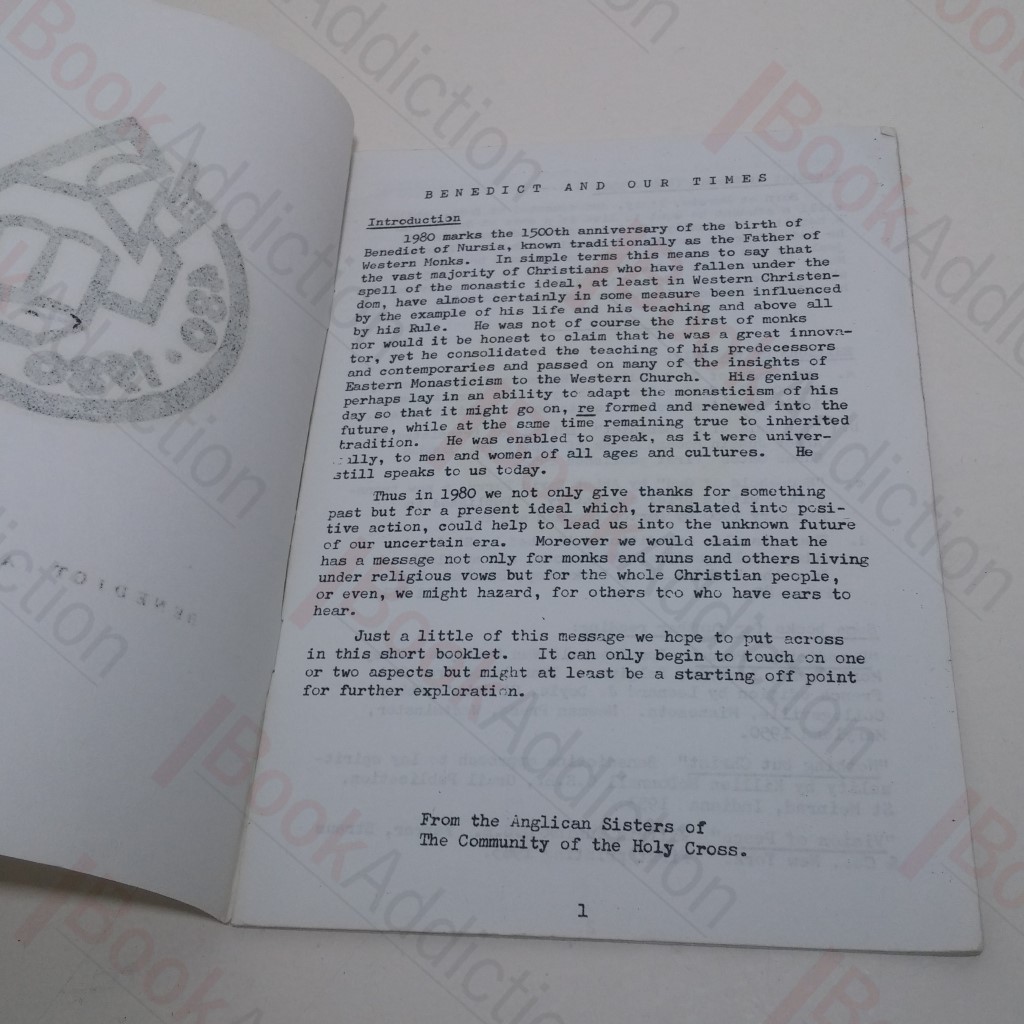 BENEDICT AND OUR TIMES
Introduction
1980 marks the 1500th anniversary of the birth of
Benedict of Nursia, known traditionally as the Father of
Western Monks. In simple terms this means to say that
the vast majority of Christians who have fallen under the
spell of the monastic ideal, at least in Western Christen-
dom, have almost certainly in some measure been influenced
by the example of his life and his teaching and above all
by his Rule. He was not of course the first of monks
nor would it be honest to claim that he was a great innova-
tor, yet he consolidated the teaching of his predecessors
and contemporaries and passed on many of the insights of
Eastern Monasticism to the Western Church. His genius
perhaps lay in an ability to adapt the monasticism of his
day so that it might go on, re formed and renewed into the
future, while at the same time remaining true to inherited
tradition. He was enabled to speak, as it were univer-
ally, to men and women of all ages and cultures. He
still speaks to us today.
Thus in 1980 we not only give thanks for something
past but for a present ideal which, translated into posi-
tive action, could help to lead us into the unknown future
of our uncertain era. Moreover we would claim that he
has a message not only for monks and nuns and others living
under religious vows but for the whole Christian people,
or even, we might hazard, for others too who have ears to
hear.
Just a little of this message we hope to put across
in this short booklet. It can only begin to touch on one
or two aspects but might at least be a starting off point
for further exploration.
From the Anglican Sisters of
The Community of the Holy Cross.
1
BENEDICT
BookAddiction
BookAddiction
BookAddiction
BookAddiction
BookAddiction
BookAddiction